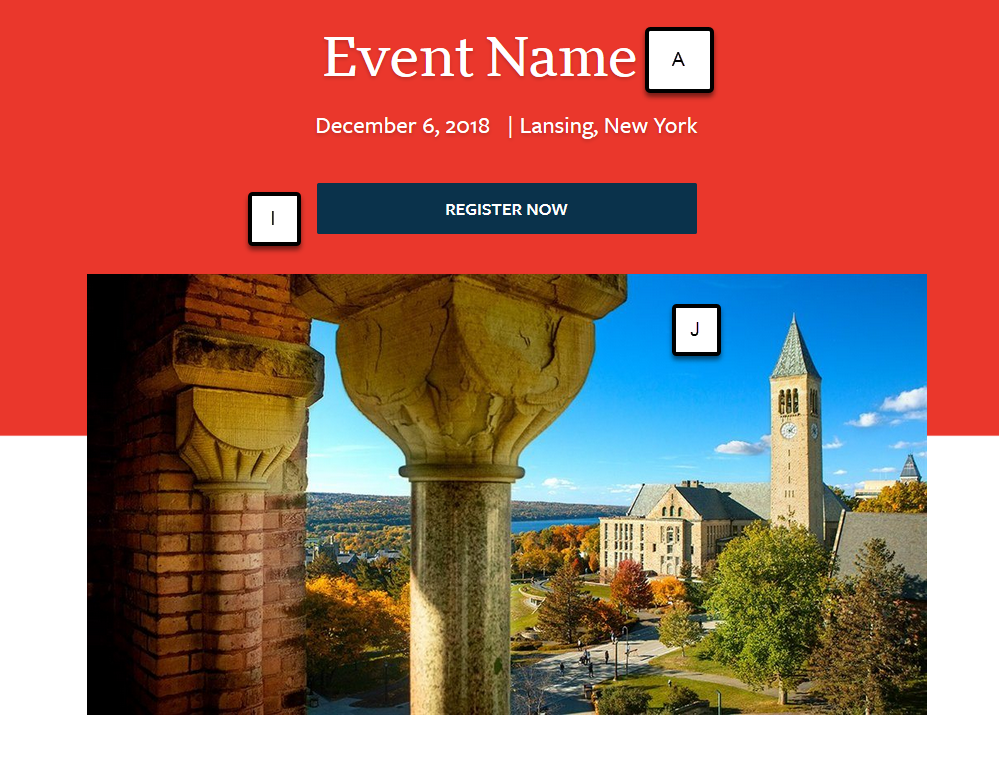 Event Name A
December 6, 2018 | Lansing, New York
I REGISTER NOW
J